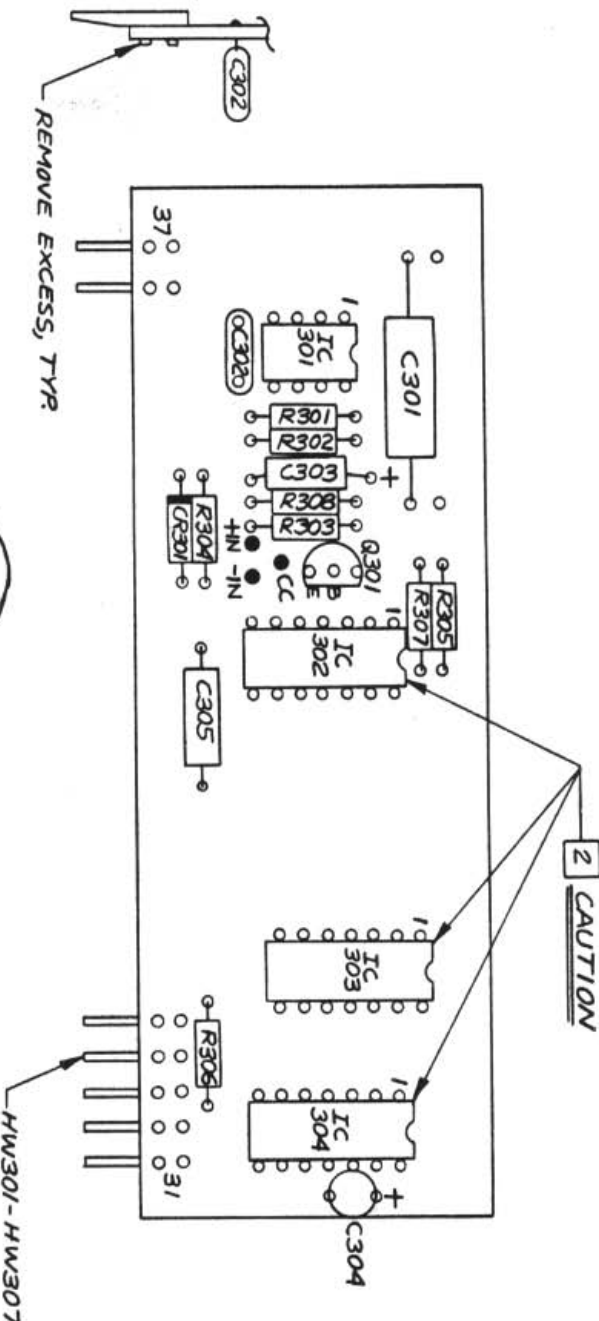 C302
REMOVE EXCESS, TYP.
37
C302
1
IC
301
C301
R301
R302
C303
+
R308
R303
R304
CR301
+IN
-IN
CC
Q301
E
B
1
IC
302
R305
R307
C305
2 CAUTION
1
IC
303
R306
1
IC
304
+
C304
31
HW301-HW307